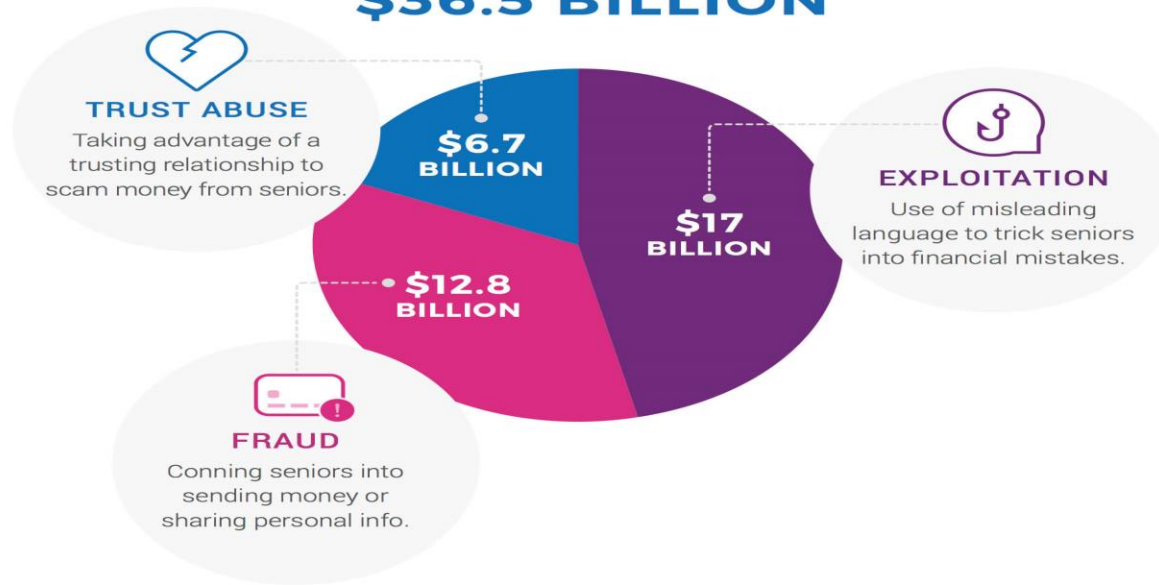 $36.5 BILLION
TRUST ABUSE
Taking advantage of a
trusting relationship to
scam money from seniors.
$6.7
BILLION
EXPLOITATION
Use of misleading
language to trick seniors
into financial mistakes.
$17
BILLION
$12.8
BILLION
!
FRAUD
Conning seniors into
sending money or
sharing personal info.